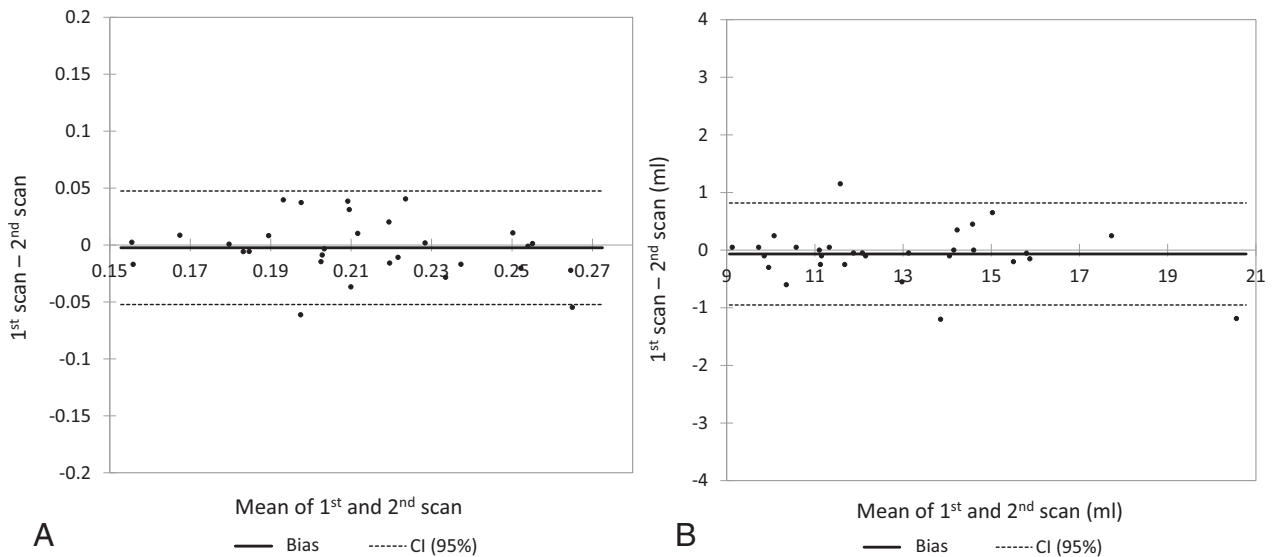 0.2
0.15
0.1
0.05
0
-0.05
-0.1
-0.15
-0.2
0.15 0.17 0.19 0.21 0.23 0.25 0.27
1st scan – 2nd scan
Mean of 1st and 2nd scan
A
Bias CI (95%)
4
3
2
1
0
-1
-2
-3
-4
9 11 13 15 17 19 21
1st scan – 2nd scan (ml)
Mean of 1st and 2nd scan (ml)
B
Bias CI (95%)